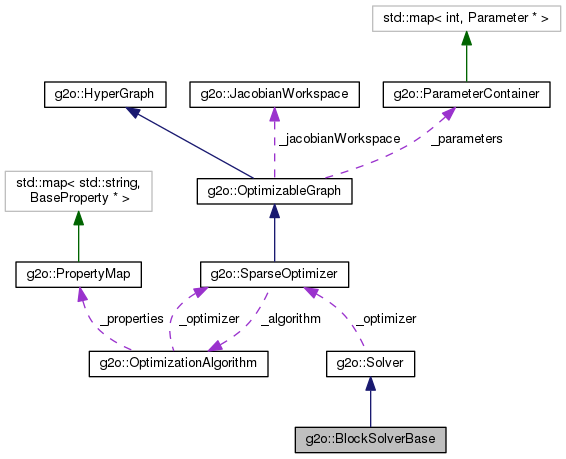 std::map< int, Parameter * >
g2o::HyperGraph
g2o::JacobianWorkspace
g2o::ParameterContainer
_jacobianWorkspace
_parameters
std::map< std::string,
BaseProperty * >
g2o::OptimizableGraph
g2o::PropertyMap
g2o::SparseOptimizer
_properties
_optimizer
_algorithm
_optimizer
g2o::OptimizationAlgorithm
g2o::Solver
g2o::BlockSolverBase